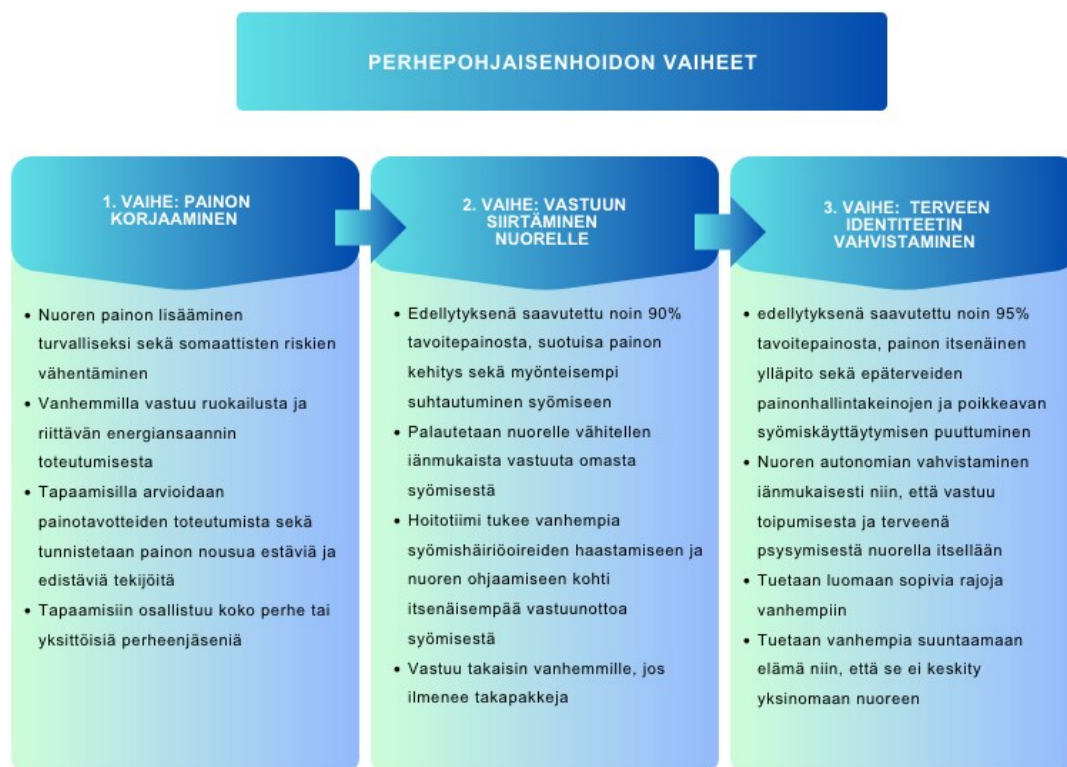 PERHEPOHJAISENHOIDON VAIHEET
1. VAIHE: PAINON
KORJAAMINEN
• Nuoren painon lisääminen
turvalliseksi sekä somaattisten riskien
vähentäminen
• Vanhemmilla vastuu ruokailusta ja
riittävän energiansaannin
toteutumisesta
• Tapaamisilla arvioidaan
painotavotteiden toteutumista sekä
tunnistetaan painon nousua estäviä ja
edistäviä tekijöitä
• Tapaamisiin osallistuu koko perhe tai
yksittöisiä perheenjäseniä
2. VAIHE: VASTUUN
SIIRTÄMINEN
NUORELLE
• Edellytyksenä saavutettu noin 90%
tavoitepainosta, suotuisa painon
kehitys sekä myönteisempi
suhtautuminen syömiseen
• Palautetaan nuorelle vähitellen
iänmukaista vastuuta omasta
syömisestä
• Hoitotiimi tukee vanhempia
syömishäiriöoireiden haastamiseen ja
nuoren ohjaamiseen kohti
itsenäisempää vastuunottoa
syömisestä
• Vastuu takaisin vanhemmille, jos
ilmenee takapakkeja
3. VAIHE: TERVEEN
IDENTITEETIN
VAHVISTAMINEN
• edellytyksenä saavutettu noin 95%
tavoitepainosta, painon itsenäinen
ylläpito sekä epäterveiden
painonhallintakeinojen ja poikkeavan
syömiskäyttäytymisen puuttuminen
• Nuoren autonomian vahvistaminen
iänmukaisesti niin, että vastuu
toipumisesta ja terveenä
psysymisestä nuorella itsellään
• Tuetaan luomaan sopivia rajoja
vanhempiin
• Tuetaan vanhempia suuntaamaan
elämä niin, että se ei keskity
yksinomaan nuoreen